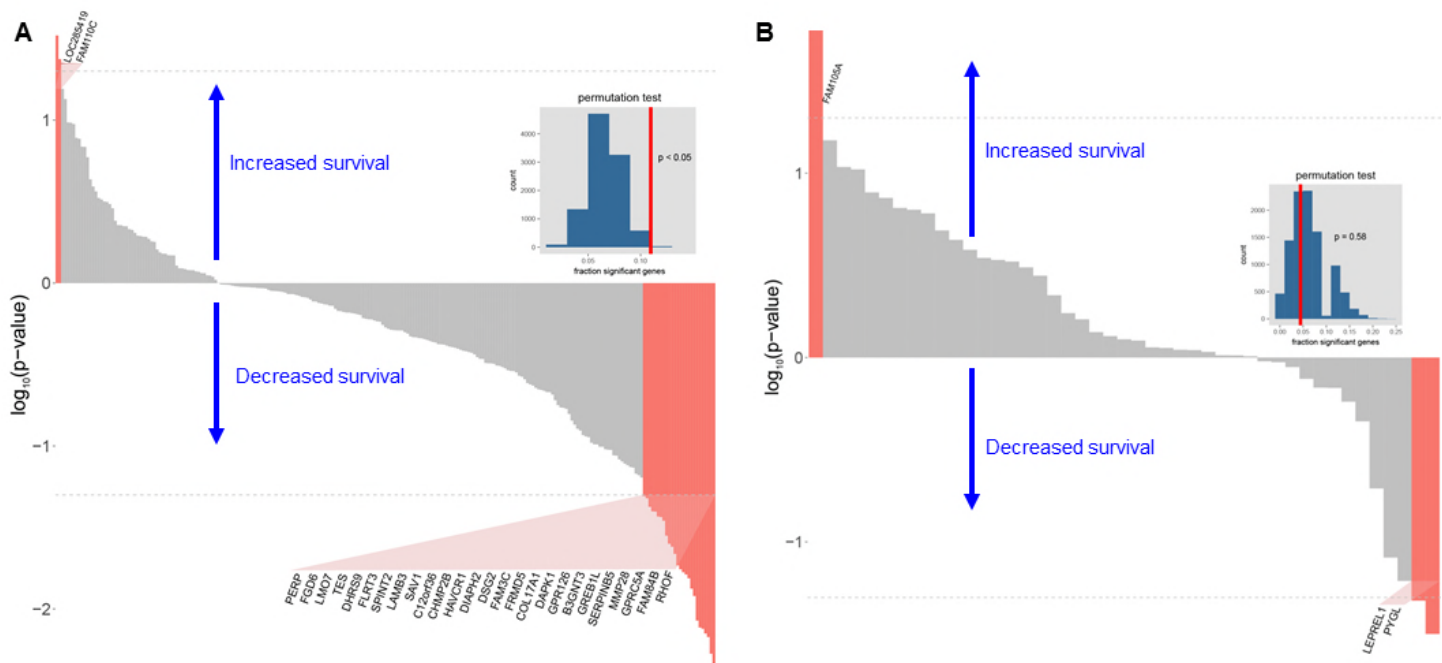 A
LOC285419
FAM110C
1
0
−1
−2
log10(p−value)
Increased survival
Decreased survival
permutation test
4000
3000
2000
1000
0
count
p < 0.05
0.05 0.10
fraction significant genes
PERP
FGD6
LMO7
TES
DHRS9
FLRT3
SPINT2
LAMB3
SAV1
C12orf36
CHMP2B
HAVCR1
DIAPH2
DSG2
FAM3C
FRMD5
COL17A1
DAPK1
GPR126
B3GNT3
GREB1L
SERPINB5
MMP28
GPRC5A
FAM84B
RHOF
B
FAM105A
1
0
−1
log10(p−value)
Increased survival
Decreased survival
permutation test
2000
1500
1000
500
0
count
p = 0.58
0.00 0.05 0.10 0.15 0.20 0.25
fraction significant genes
LEPREL1
PYGL